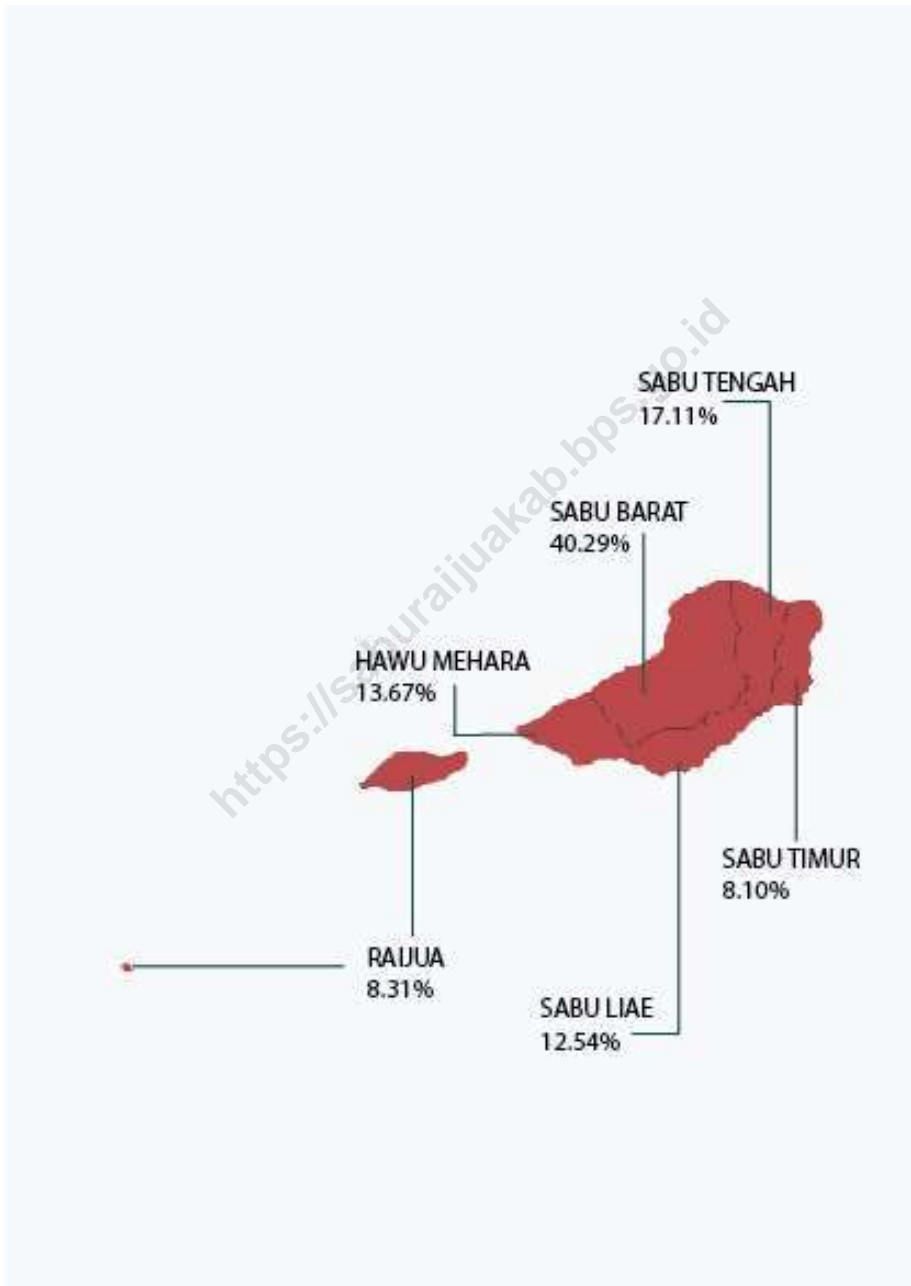 SABU TENGAH
17.11%
SABU BARAT
40.29%
HAWU MEHARA
13.67%
SABU TIMUR
8.10%
RAIJUA
8.31%
SABU LIAE
12.54%
https://saburaijuakab.bps.go.id